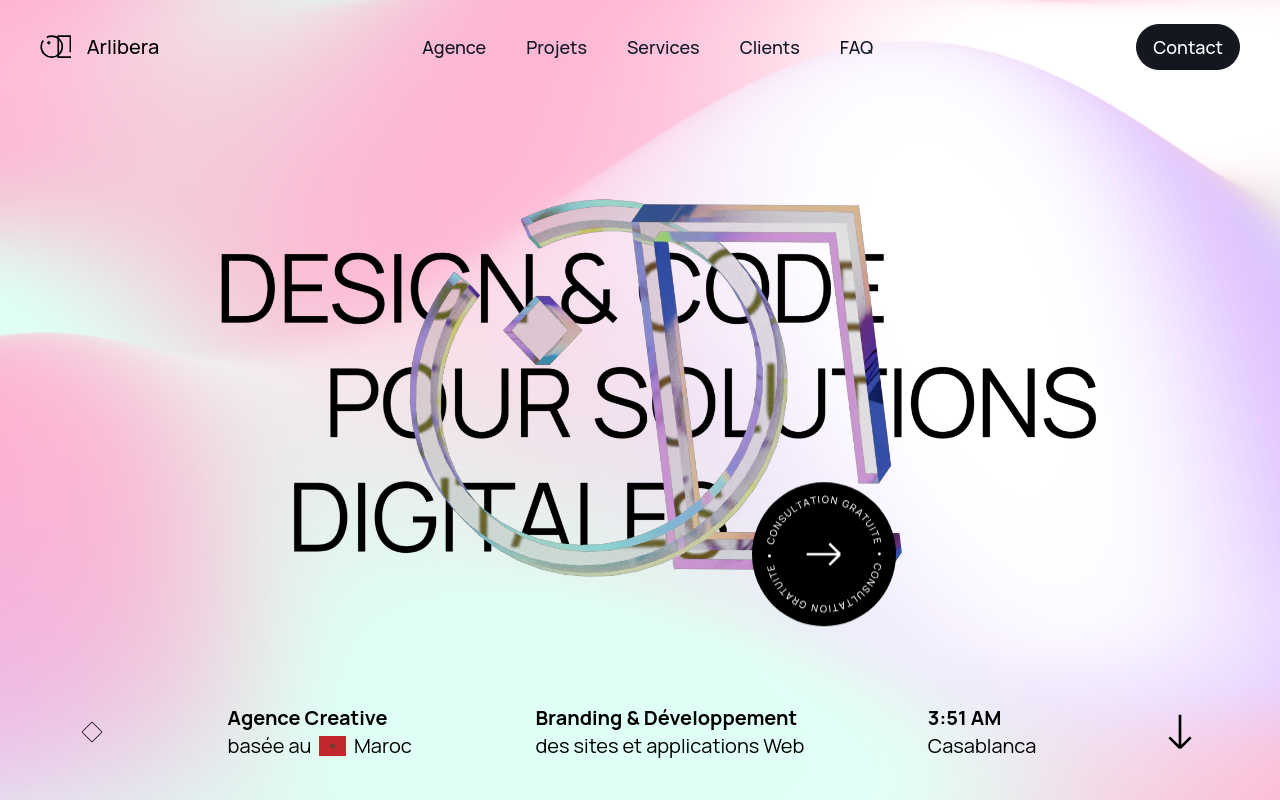 Arlibera
Agence
Projets
Services
Clients
FAQ
Contact
DESIGN & CODE
POUR SOLUTIONS
DIGITALES
CONSULTATION GRATUITE • CONSULTATION GRATUITE •
Agence Creative
basée au Maroc
Branding & Développement
des sites et applications Web
3:51 AM
Casablanca